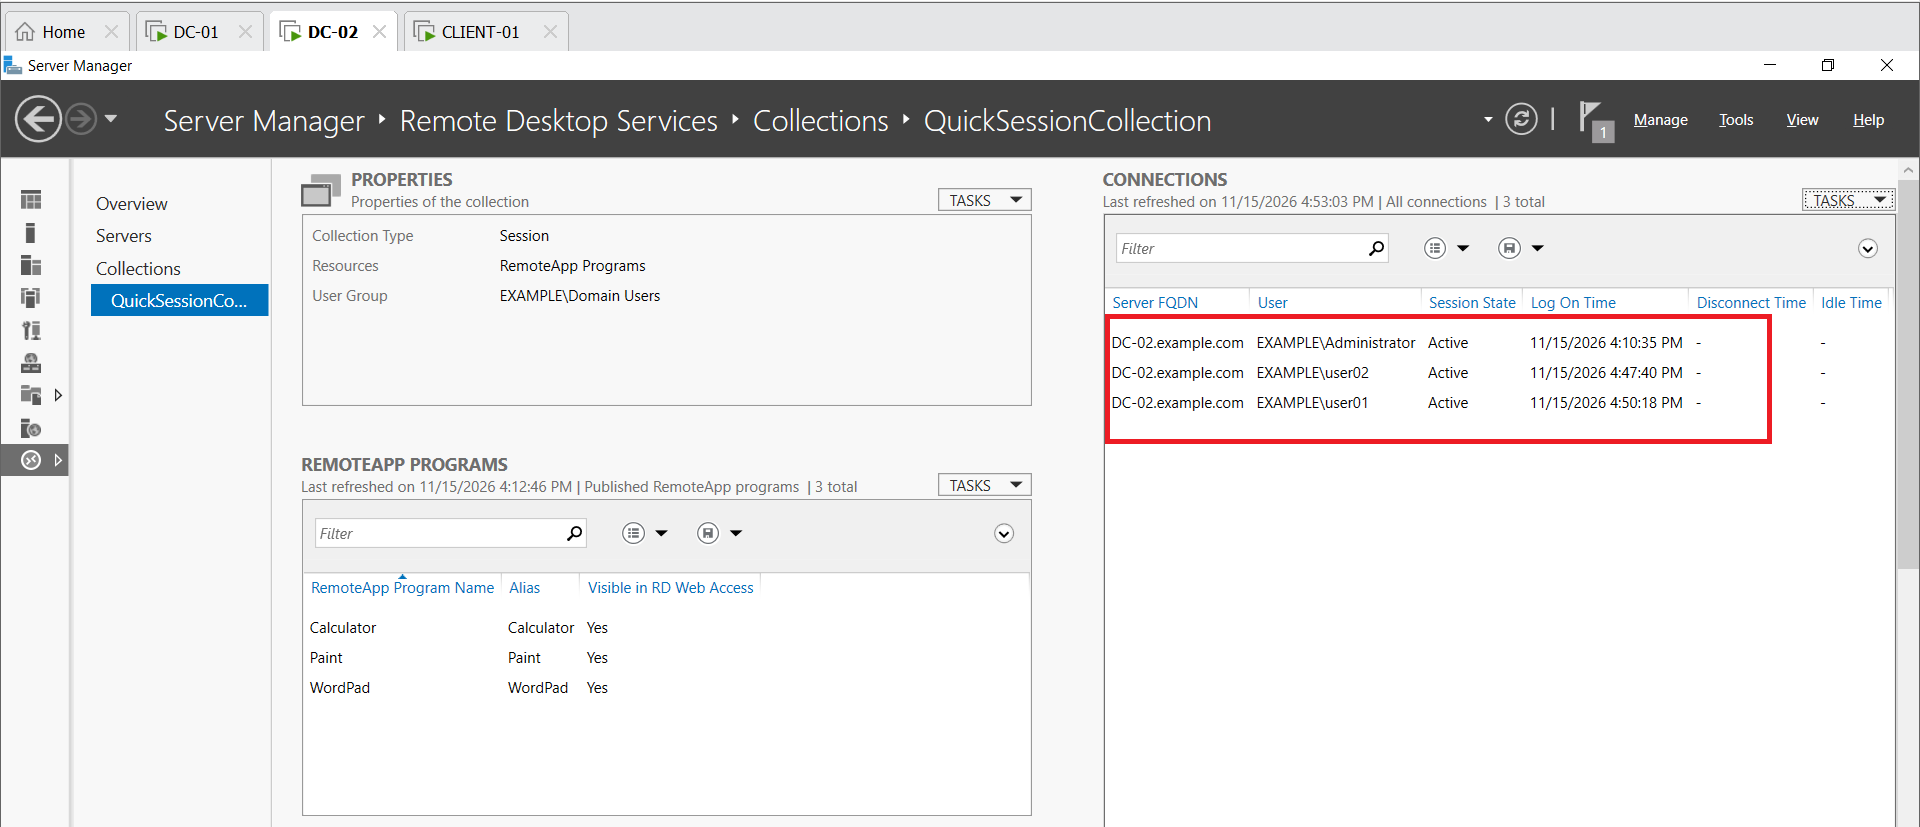 Home DC-01 DC-02 CLIENT-01
Server Manager
Server Manager Remote Desktop Services Collections QuickSessionCollection
1 Manage Tools View Help
Overview
Servers
Collections
QuickSessionCo...
PROPERTIES
Properties of the collection
TASKS
Collection Type Session
Resources RemoteApp Programs
User Group EXAMPLE\Domain Users
REMOTEAPP PROGRAMS
Last refreshed on 11/15/2026 4:12:46 PM | Published RemoteApp programs | 3 total
TASKS
Filter
RemoteApp Program Name Alias Visible in RD Web Access
Calculator Calculator Yes
Paint Paint Yes
WordPad WordPad Yes
CONNECTIONS
Last refreshed on 11/15/2026 4:53:03 PM | All connections | 3 total
TASKS
Filter
Server FQDN User Session State Log On Time Disconnect Time Idle Time
DC-02.example.com EXAMPLE\Administrator Active 11/15/2026 4:10:35 PM - -
DC-02.example.com EXAMPLE\user02 Active 11/15/2026 4:47:40 PM - -
DC-02.example.com EXAMPLE\user01 Active 11/15/2026 4:50:18 PM - -